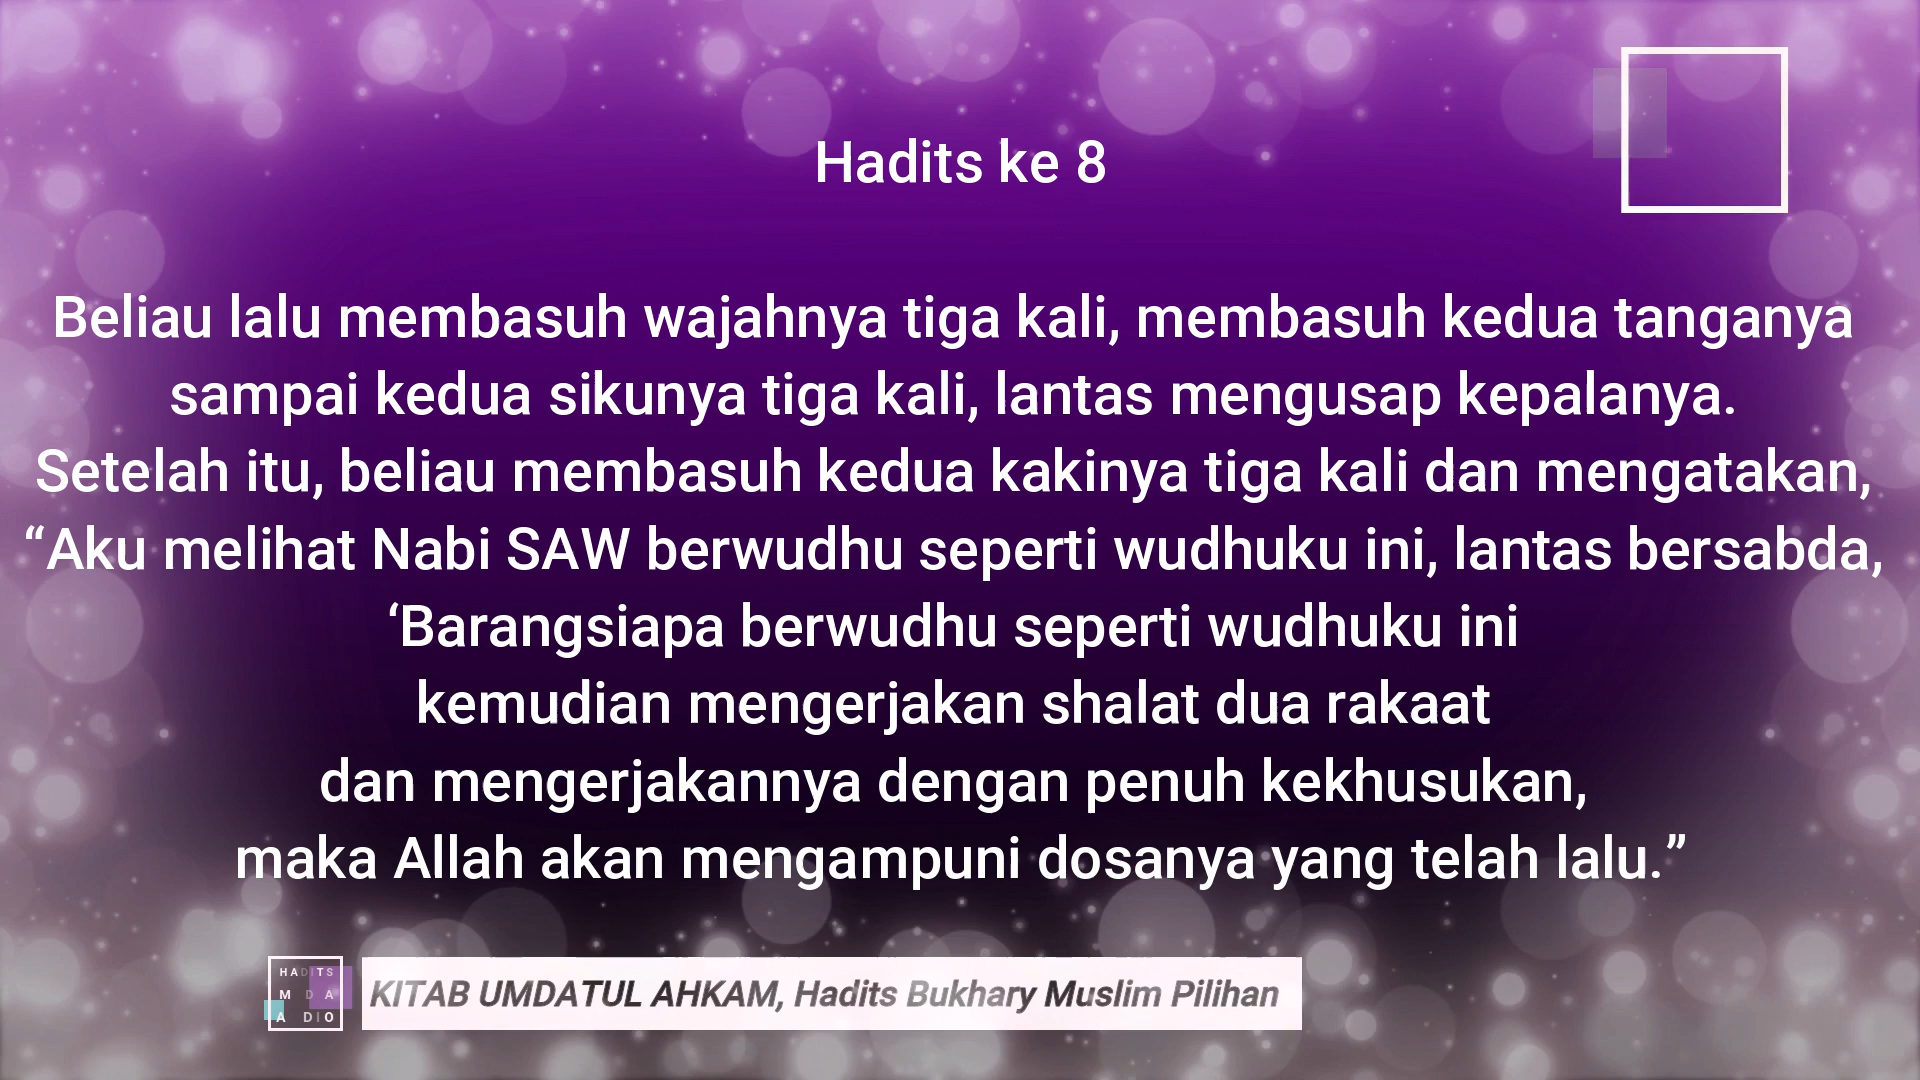 Hadits ke 8
Beliau lalu membasuh wajahnya tiga kali, membasuh kedua tanganya
sampai kedua sikunya tiga kali, lantas mengusap kepalanya.
Setelah itu, beliau membasuh kedua kakinya tiga kali dan mengatakan,
“Aku melihat Nabi SAW berwudhu seperti wudhuku ini, lantas bersabda,
‘Barangsiapa berwudhu seperti wudhuku ini
kemudian mengerjakan shalat dua rakaat
dan mengerjakannya dengan penuh kekhusukan,
maka Allah akan mengampuni dosanya yang telah lalu.”
HADITS
M D A
A DIO
KITAB UMDATUL AHKAM, Hadits Bukhary Muslim Pilihan